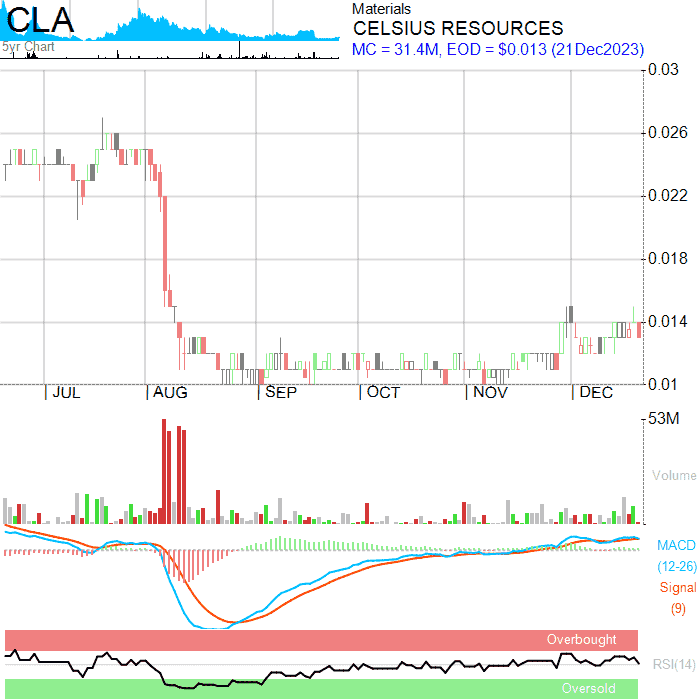 CLA
5yr Chart
Materials
CELSIUS RESOURCES
MC = 31.4M, EOD = $0.013 (21Dec2023)
0.03
0.026
0.022
0.018
0.014
0.01
JUL AUG SEP OCT NOV DEC
53M
Volume
MACD
(12-26)
Signal
(9)
Overbought
RSI(14)
Oversold